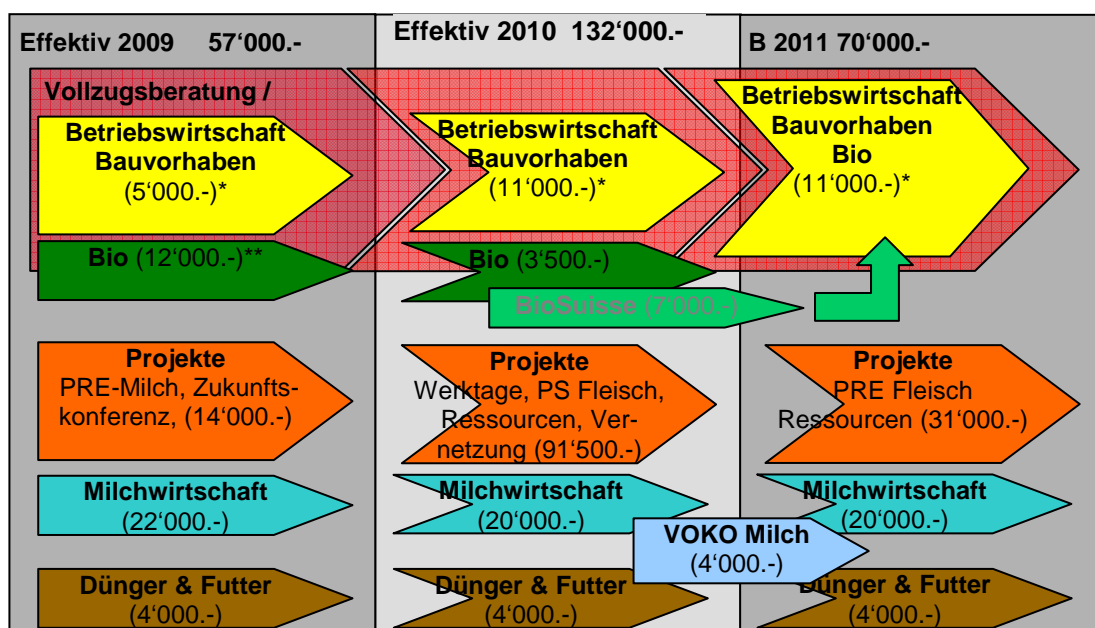 Effektiv 2009 57‘000.-
Effektiv 2010 132‘000.-
B 2011 70‘000.-
Vollzugsberatung /
Betriebswirtschaft
Bauvorhaben
(5‘000.-)*
Betriebswirtschaft
Bauvorhaben
(11‘000.-)*
Betriebswirtschaft
Bauvorhaben
Bio
(11‘000.-)*
Bio (12‘000.-)**
Bio (3‘500.-)
BioSuisse (7‘000.-)
Projekte
PRE-Milch, Zukunfts-
konferenz, (14‘000.-)
Projekte
Werktage, PS Fleisch,
Ressourcen, Ver-
netzung (91‘500.-)
Projekte
PRE Fleisch
Ressourcen (31‘000.-)
Milchwirtschaft
(22‘000.-)
Milchwirtschaft
(20‘000.-)
Milchwirtschaft
(20‘000.-)
VOKO Milch
(4‘000.-)
Dünger & Futter
(4‘000.-)
Dünger & Futter
(4‘000.-)
Dünger & Futter
(4‘000.-)